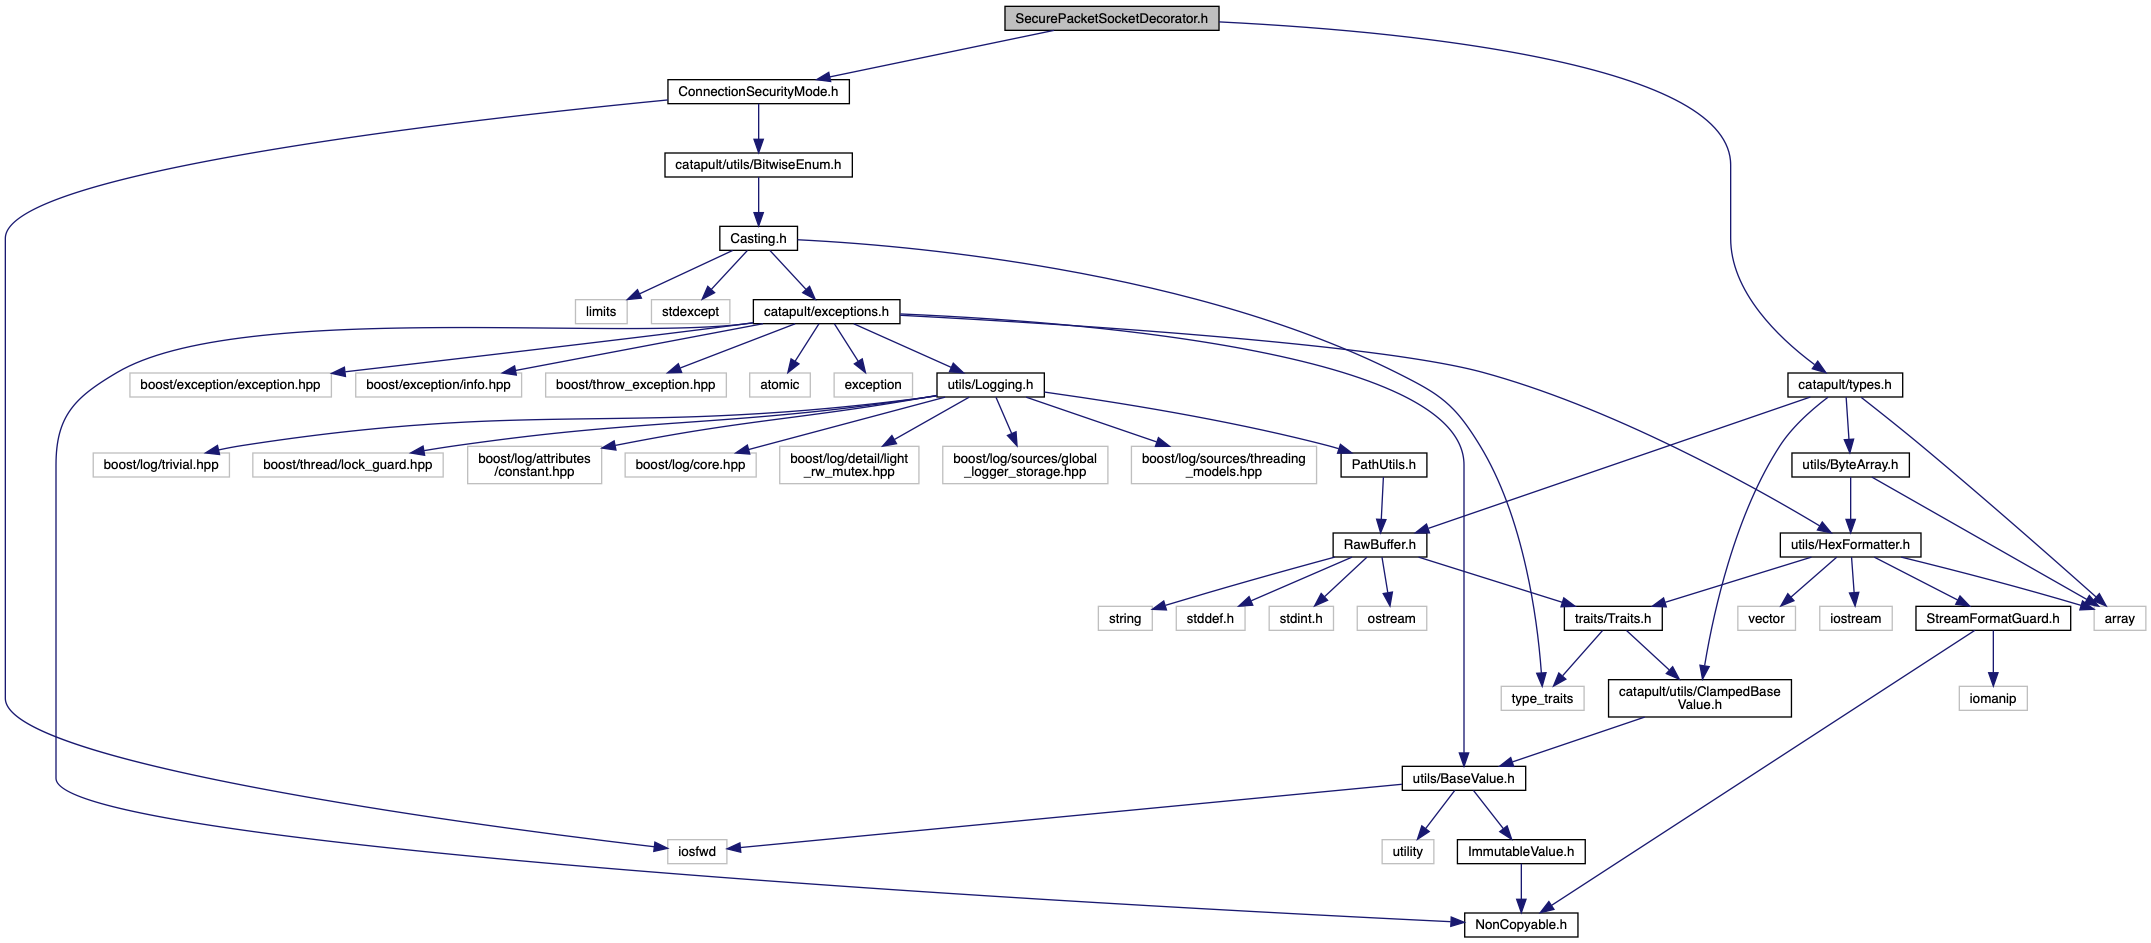 SecurePacketSocketDecorator.h
ConnectionSecurityMode.h
catapult/utils/BitwiseEnum.h
Casting.h
limits
stdexcept
catapult/exceptions.h
boost/exception/exception.hpp
boost/exception/info.hpp
boost/throw_exception.hpp
atomic
exception
utils/Logging.h
catapult/types.h
boost/log/trivial.hpp
boost/thread/lock_guard.hpp
boost/log/attributes
/constant.hpp
boost/log/core.hpp
boost/log/detail/light
_rw_mutex.hpp
boost/log/sources/global
_logger_storage.hpp
boost/log/sources/threading
_models.hpp
PathUtils.h
utils/ByteArray.h
RawBuffer.h
utils/HexFormatter.h
string
stddef.h
stdint.h
ostream
traits/Traits.h
vector
iostream
StreamFormatGuard.h
array
type_traits
catapult/utils/ClampedBase
Value.h
iomanip
utils/BaseValue.h
iosfwd
utility
ImmutableValue.h
NonCopyable.h